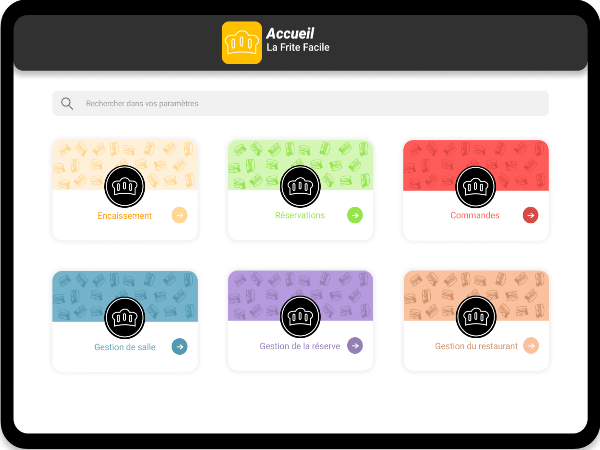 Accueil
La Frite Facile
Rechercher dans vos paramètres
Encaissement
Réservations
Commandes
Gestion de salle
Gestion de la réserve
Gestion du restaurant